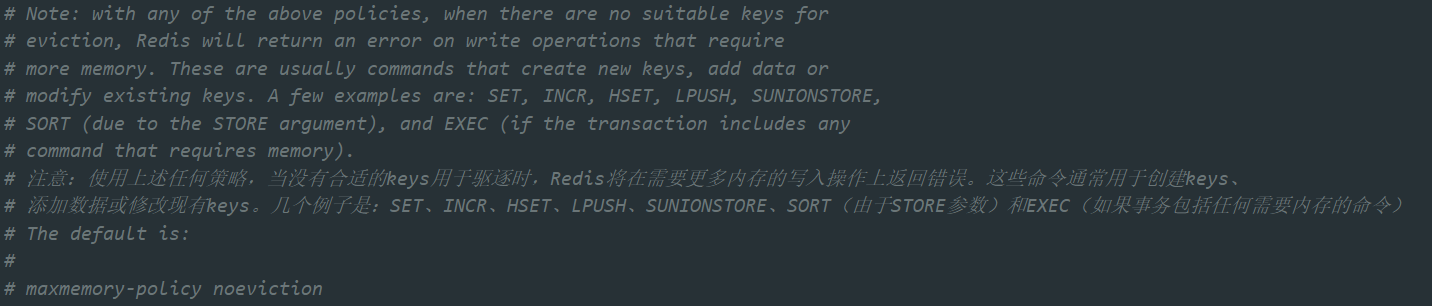 # Note: with any of the above policies, when there are no suitable keys for
# eviction, Redis will return an error on write operations that require
# more memory. These are usually commands that create new keys, add data or
# modify existing keys. A few examples are: SET, INCR, HSET, LPUSH, SUNIONSTORE,
# SORT (due to the STORE argument), and EXEC (if the transaction includes any
# command that requires memory).
# 注意：使用上述任何策略，当没有合适的keys用于驱逐时，Redis将在需要更多内存的写入操作上返回错误。这些命令通常用于创建keys、
# 添加数据或修改现有keys。几个例子是：SET、INCR、HSET、LPUSH、SUNIONSTORE、SORT（由于STORE参数）和EXEC（如果事务包括任何需要内存的命令）
# The default is:
#
# maxmemory-policy noeviction